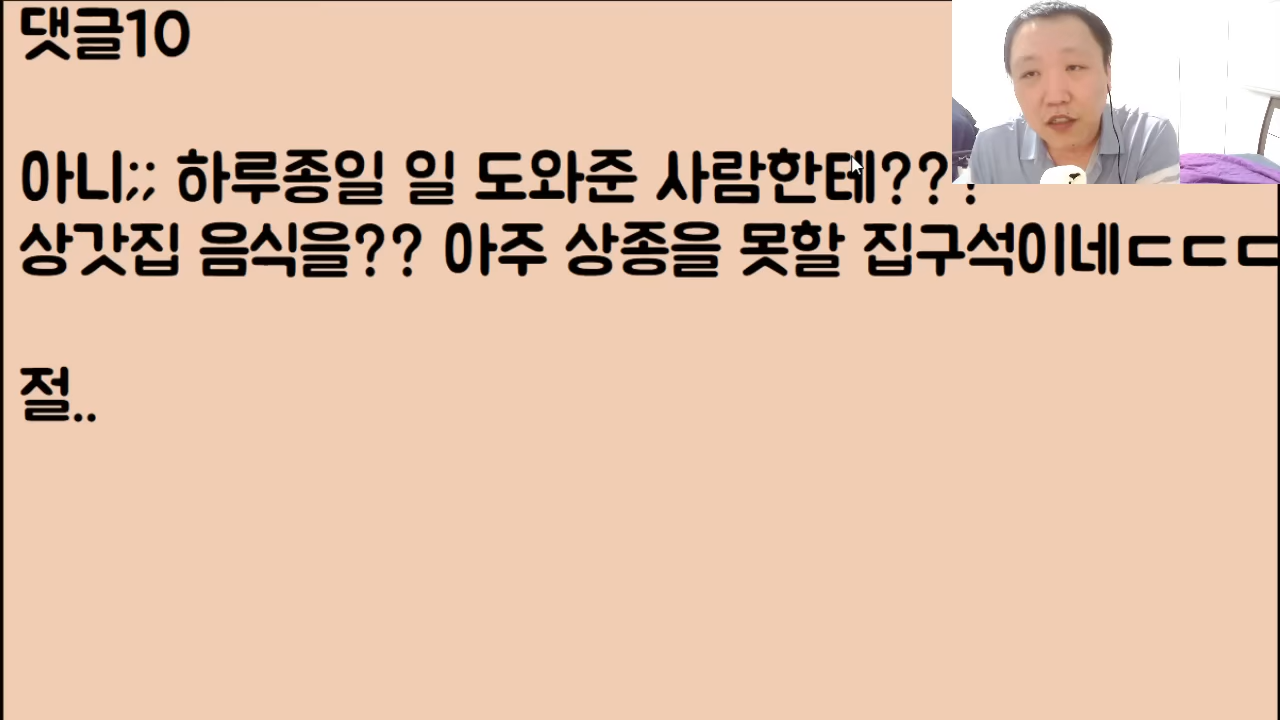 댓글10
아니;; 하루종일 일 도와준 사람한테???
상갓집 음식을?? 아주 상종을 못할 집구석이네ㄷㄷㄷ
절..